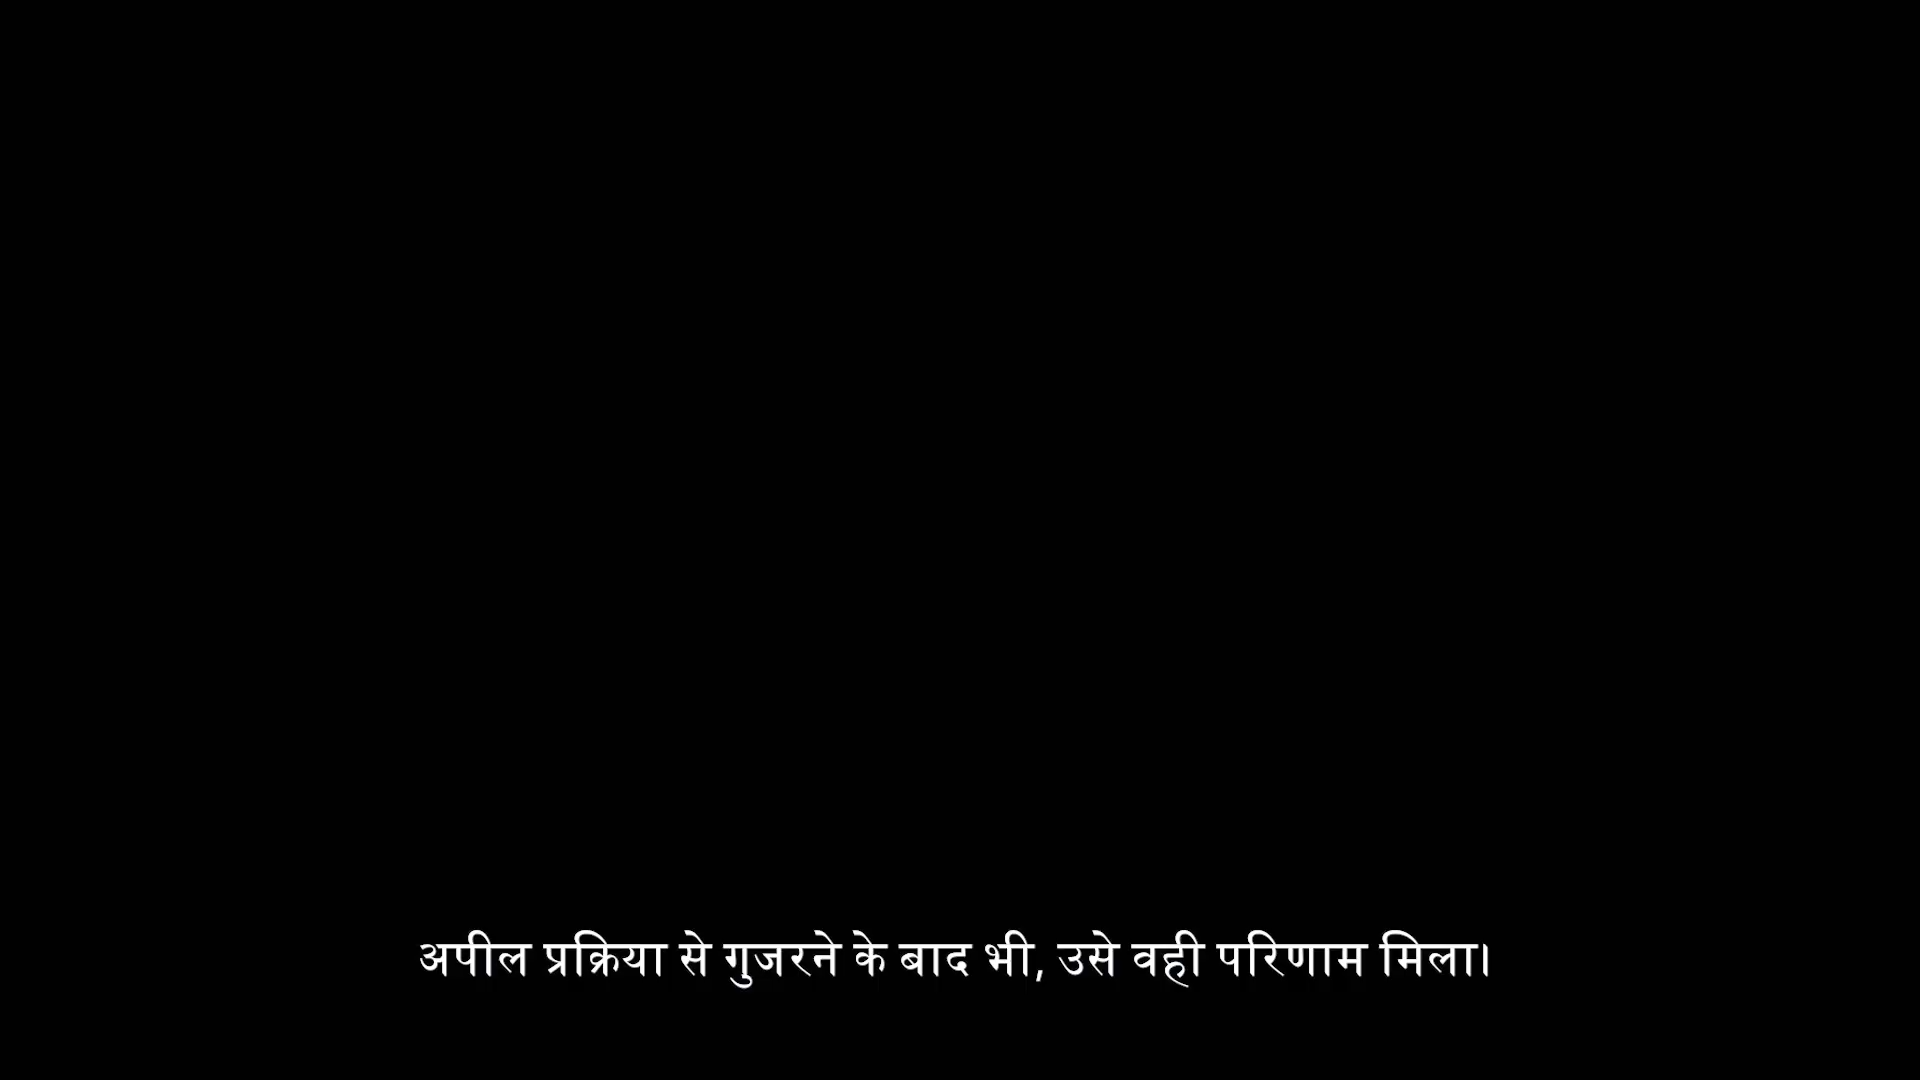 अपील प्रक्रिया से गुजरने के बाद भी, उसे वही परिणाम मिला।